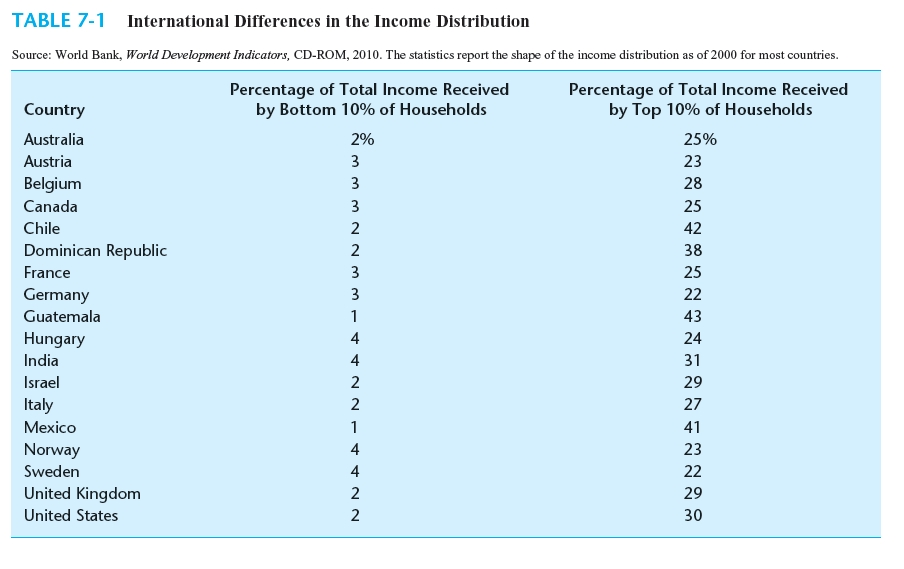 TABLE 7-1 International Differences in the Income Distribution
Source: World Bank, World Development Indicators, CD-ROM, 2010. The statistics report the shape of the income distribution as of 2000 for most countries.
Percentage of Total Income Received Percentage of Total Income Received
Country by Bottom 10% of Households by Top 10% of Households
Australia 2% 25%
Austria 3 23
Belgium 3 28
Canada 3 25
Chile 2 42
Dominican Republic 2 38
France 3 25
Germany 3 22
Guatemala 1 43
Hungary 4 24
India 4 31
Israel 2 29
Italy 2 27
Mexico 1 41
Norway 4 23
Sweden 4 22
United Kingdom 2 29
United States 2 30